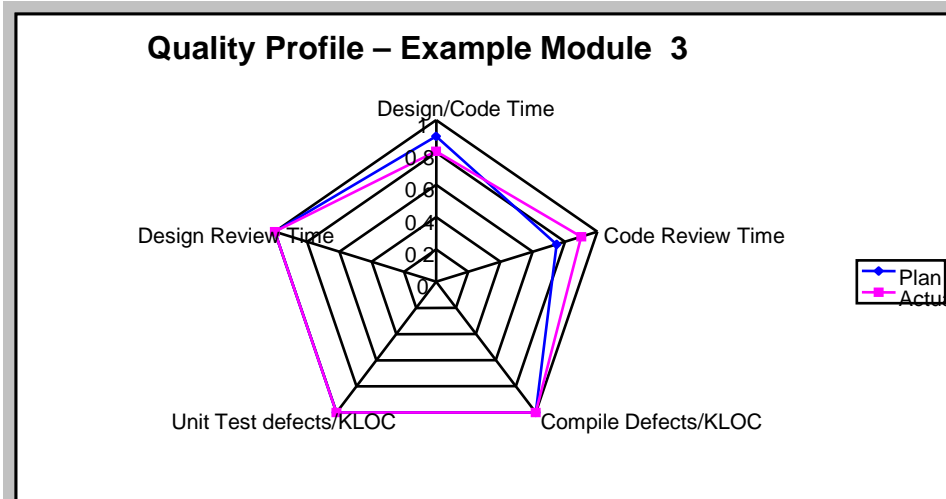 Quality Profile – Example Module 3
Design/Code Time
1
0.8
0.6
0.4
0.2
0
Design Review Time
Code Review Time
Unit Test defects/KLOC
Compile Defects/KLOC
Plan
Actua